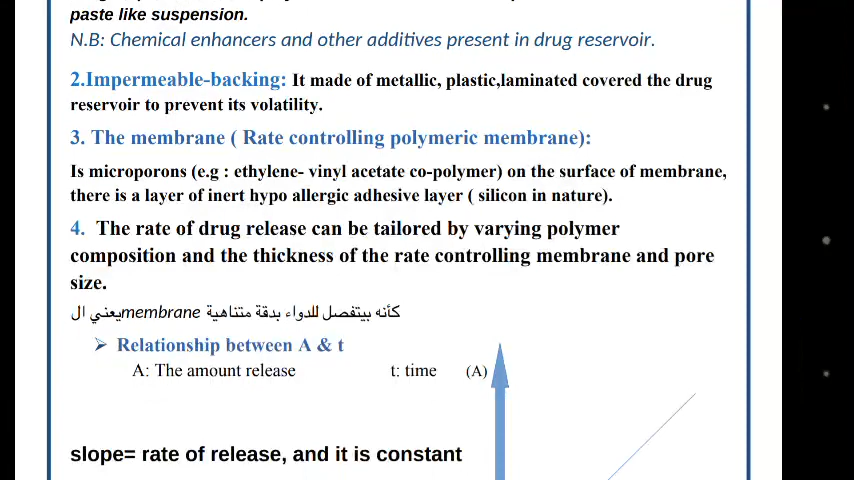 paste like suspension.
N.B: Chemical enhancers and other additives present in drug reservoir.
2.Impermeable-backing: It made of metallic, plastic,laminated covered the drug
reservoir to prevent its volatility.
3. The membrane ( Rate controlling polymeric membrane):
Is microporons (e.g : ethylene- vinyl acetate co-polymer) on the surface of membrane,
there is a layer of inert hypo allergic adhesive layer ( silicon in nature).
4. The rate of drug release can be tailored by varying polymer
composition and the thickness of the rate controlling membrane and pore
size.
يعني الmembrane كأنه بيتفصل للدواء بدقة متناهية
➢ Relationship between A & t
A: The amount release t: time (A)
slope= rate of release, and it is constant